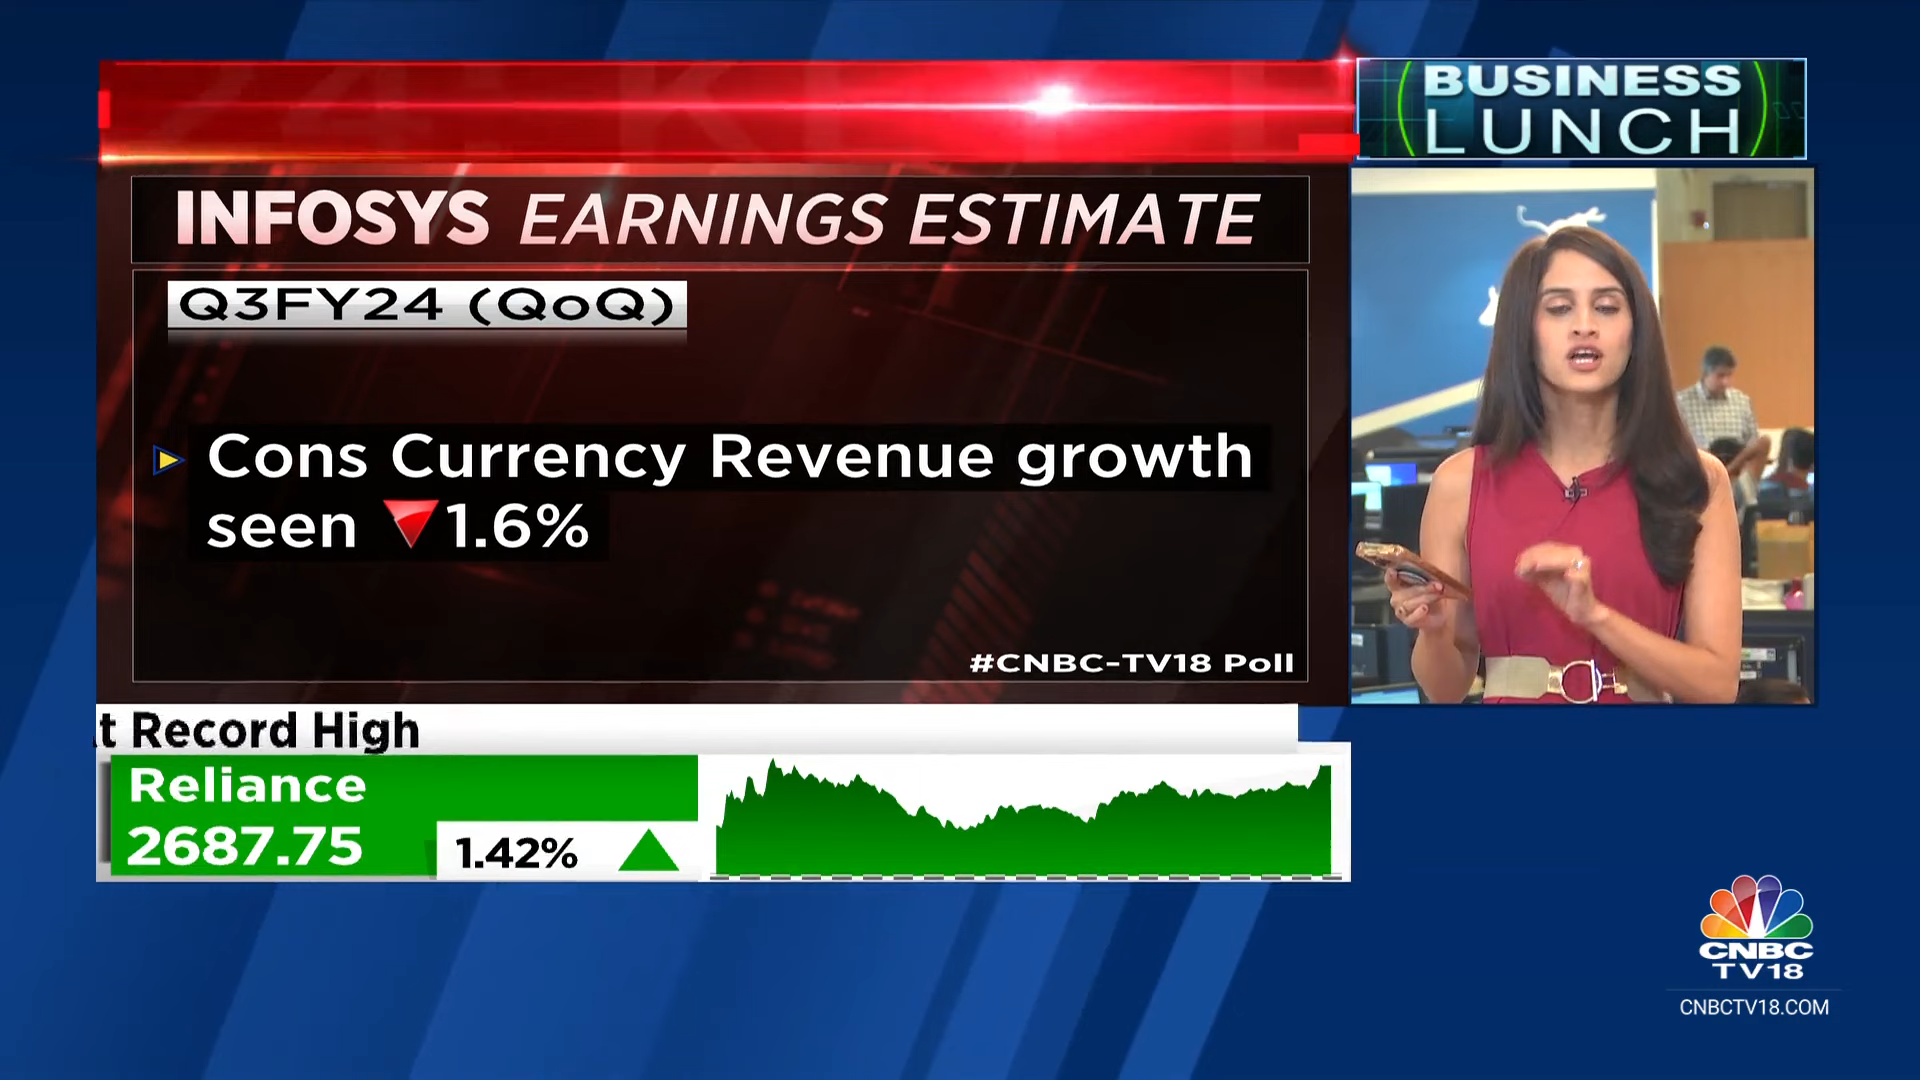 BUSINESS
LUNCH
INFOSYS EARNINGS ESTIMATE
Q3FY24 (QoQ)
Cons Currency Revenue growth
seen ▼1.6%
#CNBC-TV18 Poll
t Record High
Reliance
2687.75
1.42% ▲
CNBC
TV18
CNBCTV18.COM